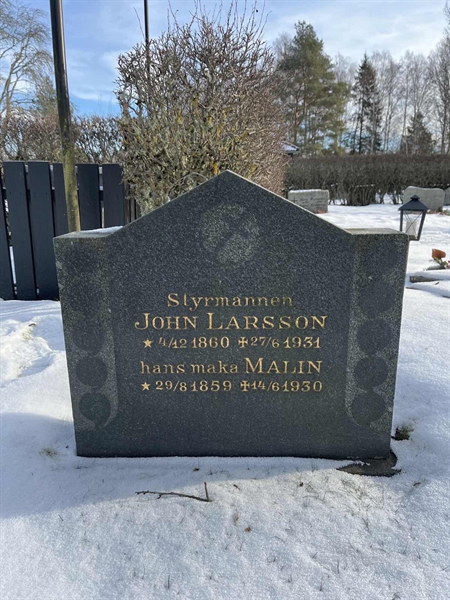 Styrmannen
JOHN LARSSON
★ 4/12 1860 ✝ 27/6 1931
hans maka MALIN
★ 29/8 1859 ✝ 14/6 1930